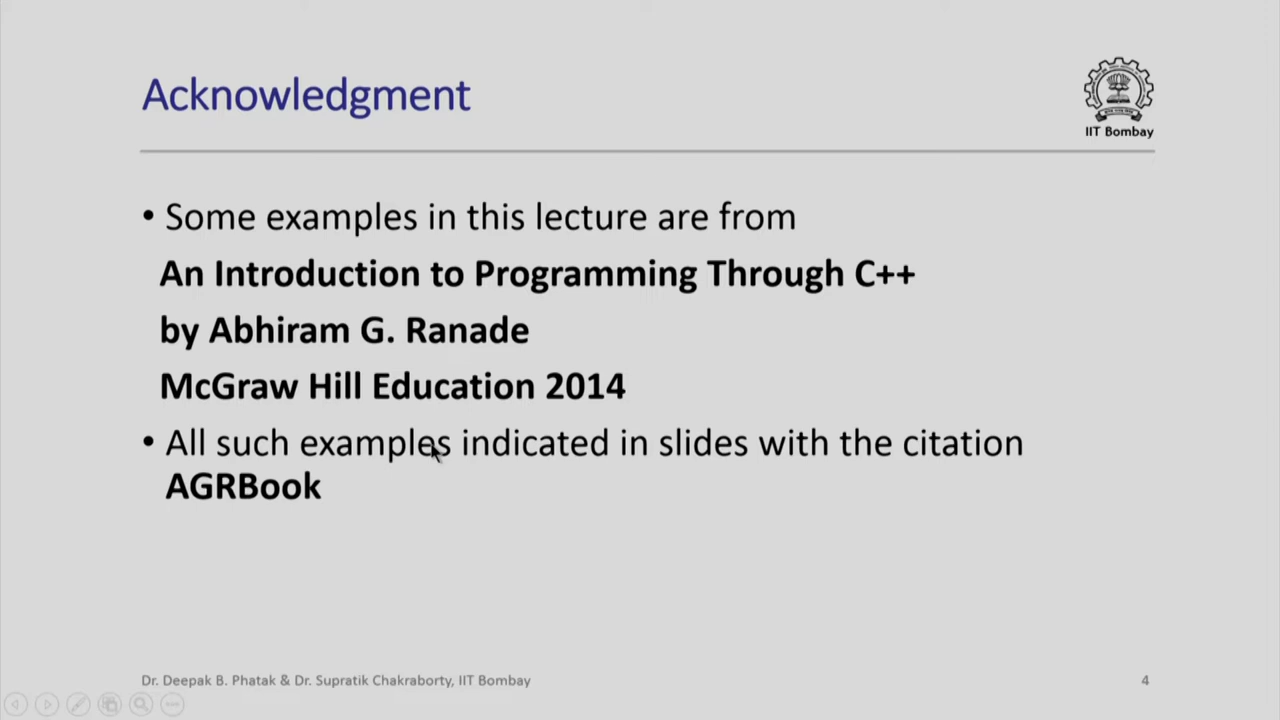 Acknowledgment
IIT Bombay
• Some examples in this lecture are from
An Introduction to Programming Through C++
by Abhiram G. Ranade
McGraw Hill Education 2014
• All such examples indicated in slides with the citation
AGRBook
Dr. Deepak B. Phatak & Dr. Supratik Chakraborty, IIT Bombay
4